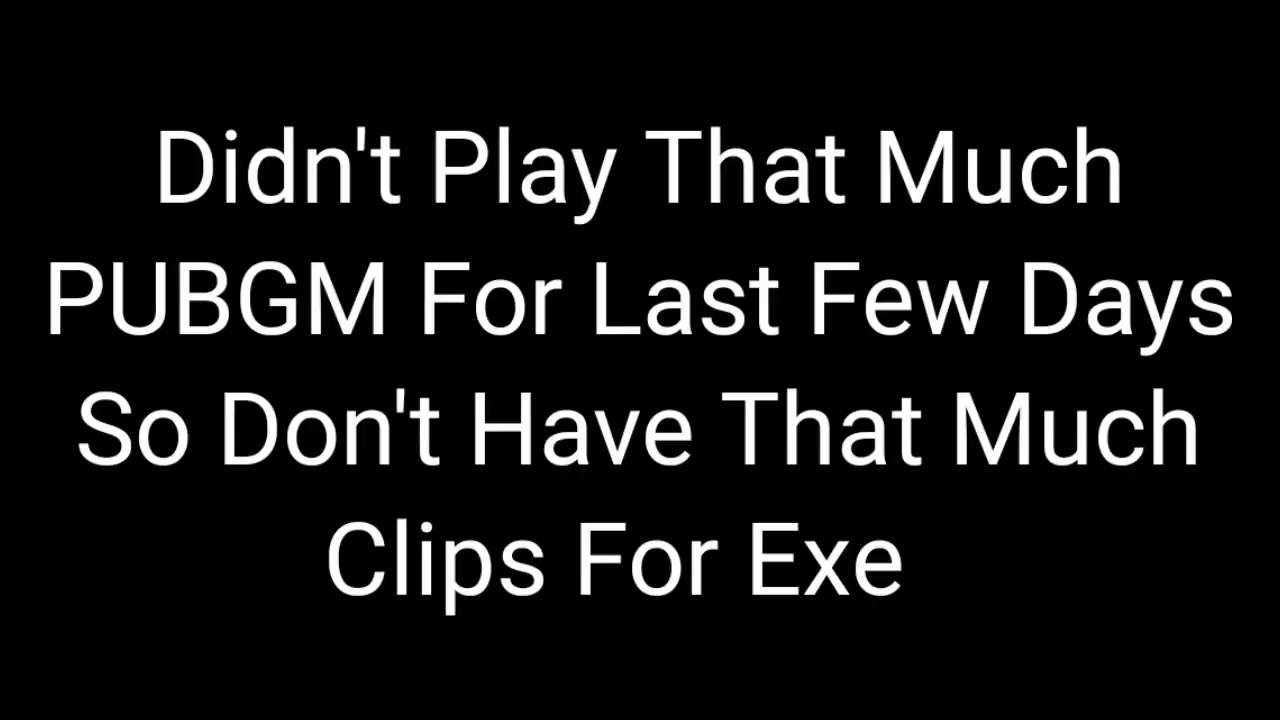 Didn't Play That Much
PUBGM For Last Few Days
So Don't Have That Much
Clips For Exe